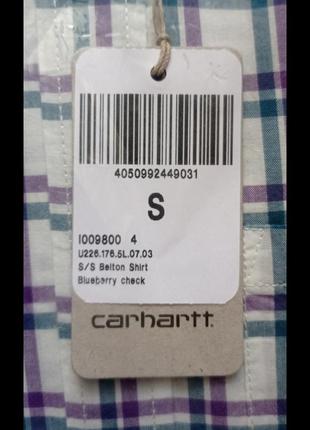 4050992449031
S
I009800 4
U226.176.5L.07.03
S/S Belton Shirt
Blueberry check
carhartt